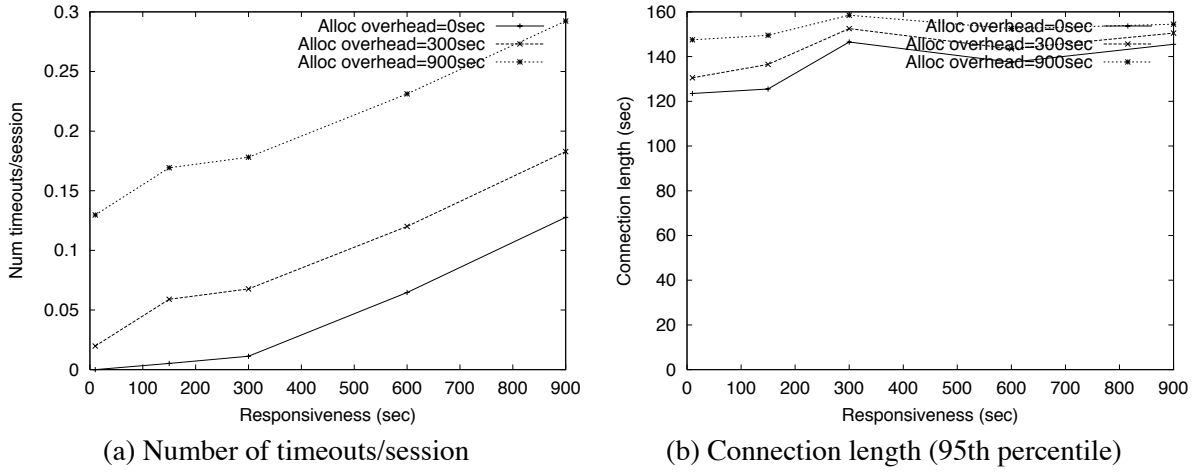 Alloc overhead=0sec
Alloc overhead=300sec
Alloc overhead=900sec
0.3
0.25
0.2
0.15
0.1
0.05
0
Num timeouts/session
0 100 200 300 400 500 600 700 800 900
Responsiveness (sec)
(a) Number of timeouts/session
Alloc overhead=0sec
Alloc overhead=300sec
Alloc overhead=900sec
160
140
120
100
80
60
40
20
0
Connection length (sec)
0 100 200 300 400 500 600 700 800 900
Responsiveness (sec)
(b) Connection length (95th percentile)